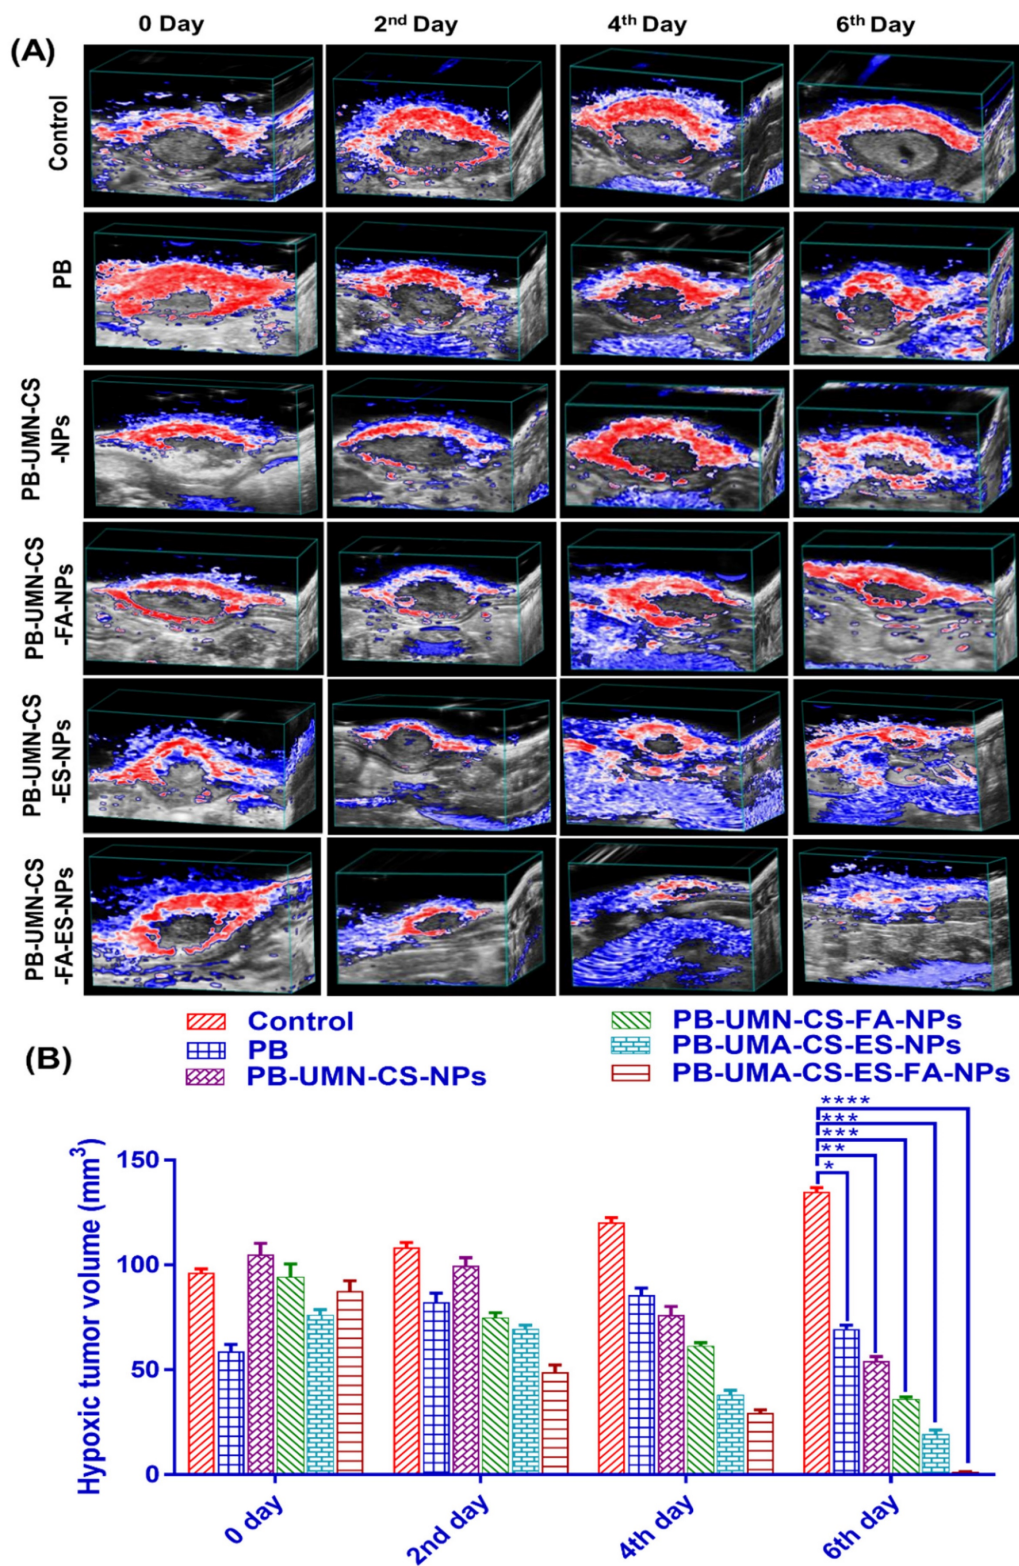 0 Day 2nd Day 4th Day 6th Day
(A)
Control
PB
PB-UMN-CS
-NPs
PB-UMN-CS
-FA-NPs
PB-UMN-CS
-ES-NPs
PB-UMN-CS
-FA-ES-NPs
Control
PB
PB-UMN-CS-NPs
PB-UMN-CS-FA-NPs
PB-UMA-CS-ES-NPs
PB-UMA-CS-ES-FA-NPs
(B)
****
***
***
**
*
Hypoxic tumor volume (mm³)
150
100
50
0
0 day 2nd day 4th day 6th day